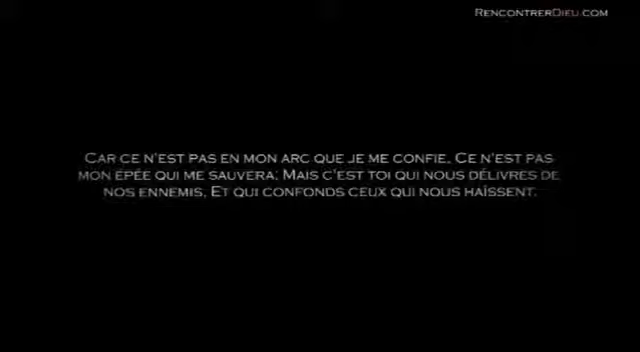 RENCONTRERDIEU.COM
CAR CE N'EST PAS EN MON ARC QUE JE ME CONFIE, CE N'EST PAS
MON ÉPÉE QUI ME SAUVERA; MAIS C'EST TOI QUI NOUS DÉLIVRES DE
NOS ENNEMIS, ET QUI CONFONDS CEUX QUI NOUS HAÏSSENT.